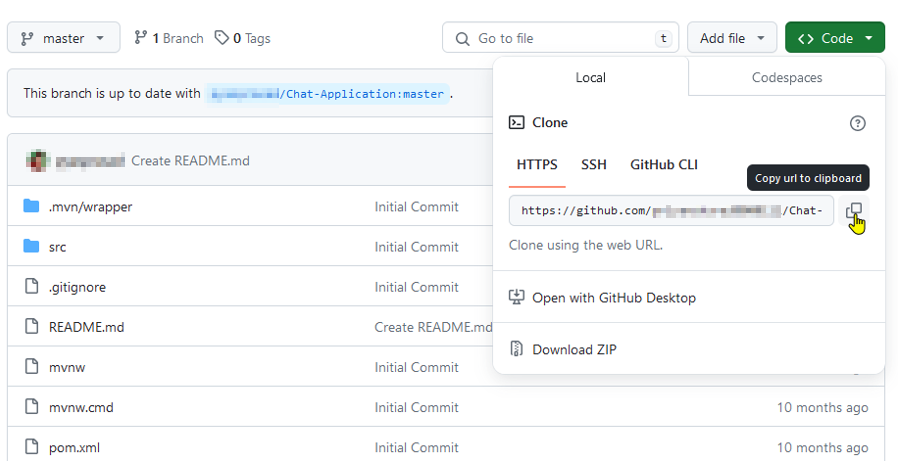 master 1 Branch 0 Tags Go to file t Add file Code
Local Codespaces
This branch is up to date with /Chat-Application:master .
Clone
Create README.md
HTTPS SSH GitHub CLI
Copy url to clipboard
.mvn/wrapper Initial Commit
https://github.com/ /Chat-
src Initial Commit
Clone using the web URL.
.gitignore Initial Commit
Open with GitHub Desktop
README.md Create README.md
Download ZIP
mvnw Initial Commit
mvnw.cmd Initial Commit 10 months ago
pom.xml Initial Commit 10 months ago